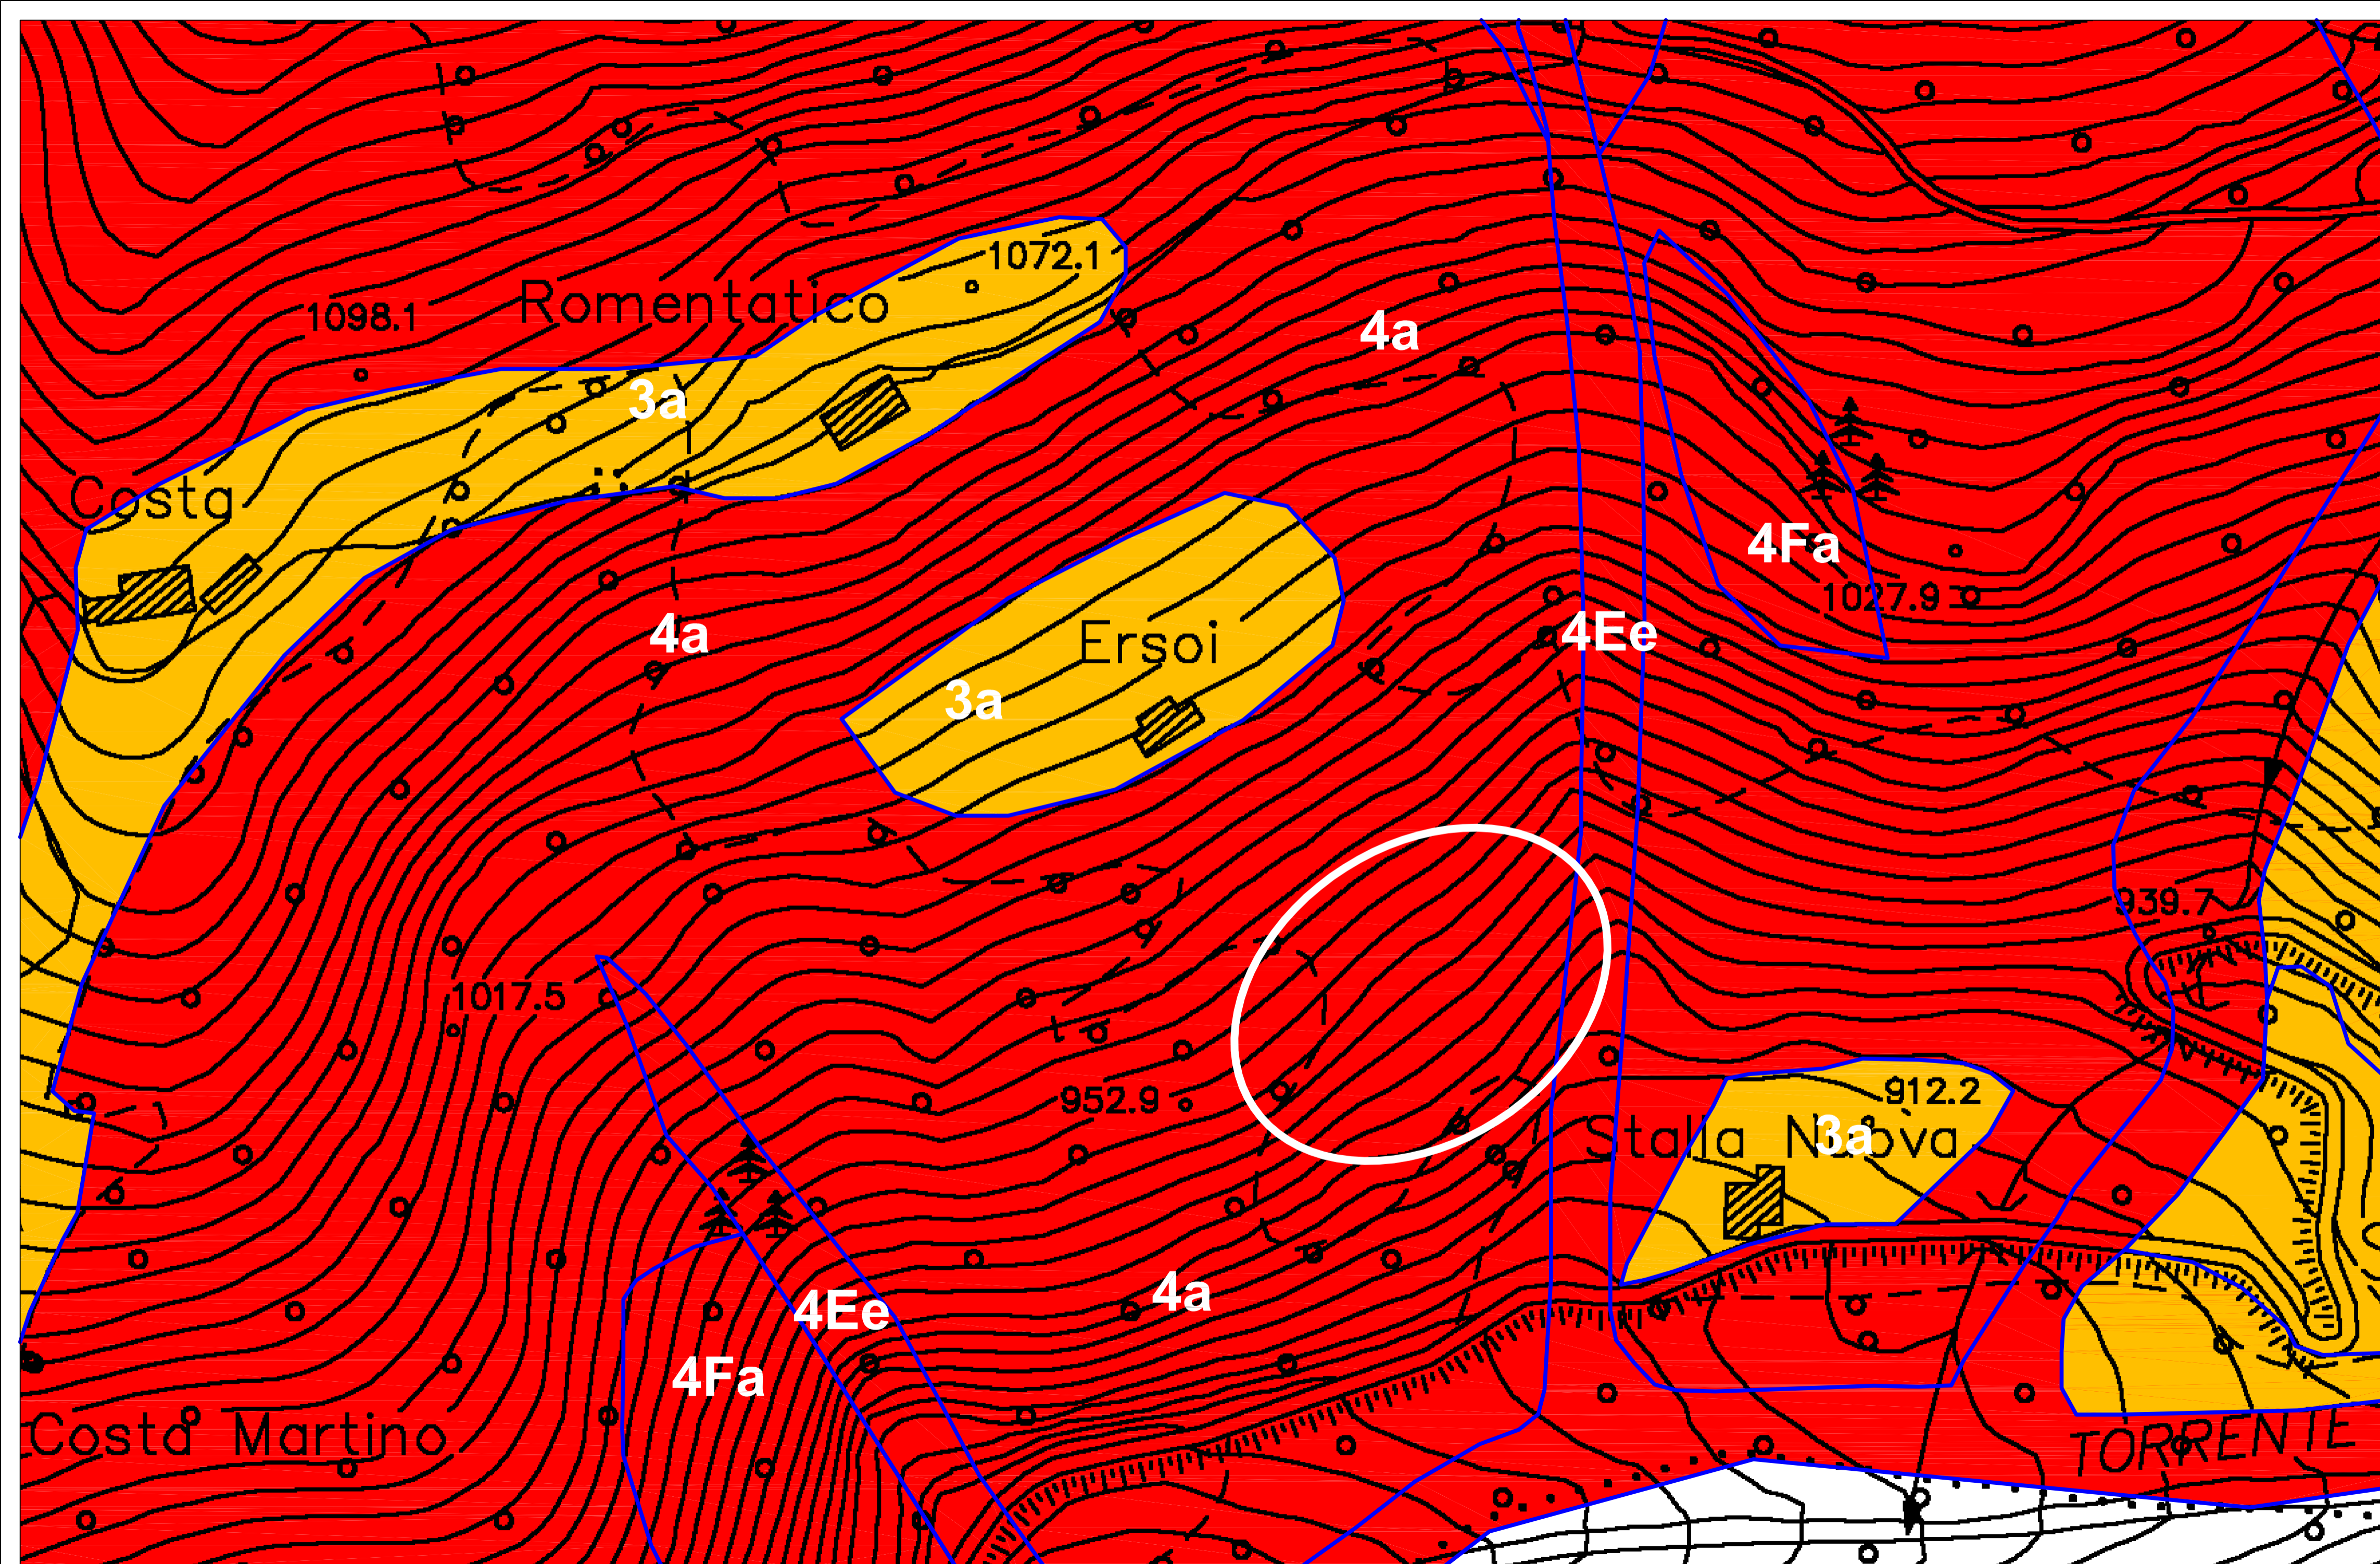 1072.1
Romentatico
1098.1
4a
3a
Costa
4Fa
1027.9
4Ee
4a
Ersoi
3a
939.7
1017.5
952.9
912.2
Stalla Nuova
3a
4a
4Ee
4Fa
Costa Martino
TORRENTE